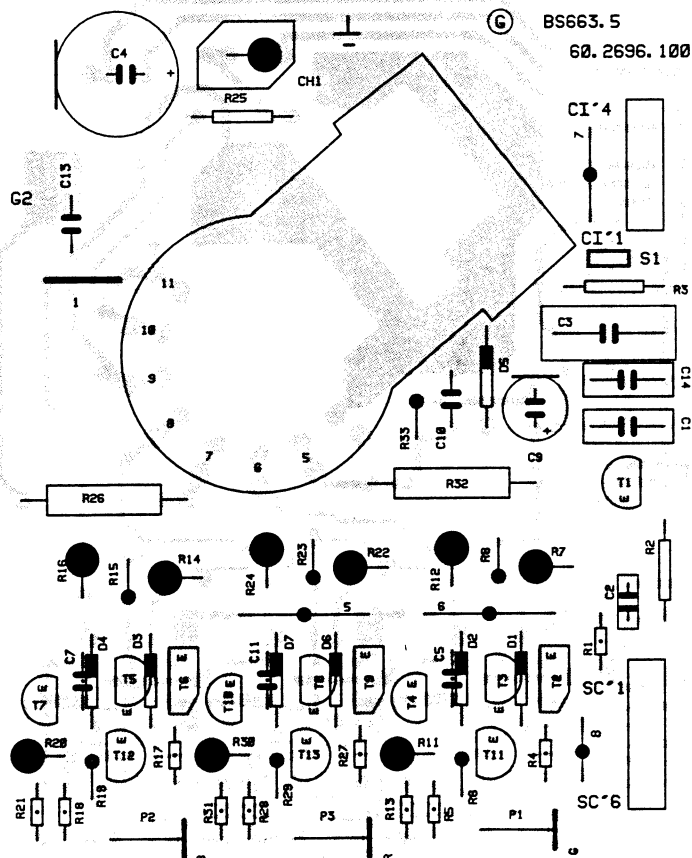 G BS663.5
60.2696.100
C4
+
CH1
R25
CI´4
7
C13
G2
CI´1
S1
1
11
R3
10
C3
9
D5
C14
8
R33
C10
+
C9
C1
7
6
5
T1
E
R26
R32
R2
R16
R15
R14
R24
R23
R22
R12
R8
R7
C2
5
6
R1
C7
D4
D3
T5
E
E
T6
C11
D7
D6
T8
E
E
T9
C5
D2
D1
T3
E
E
T2
SC´1
T7
E
T10
E
T4
E
R20
T12
E
R17
R30
T13
E
R27
R11
T11
E
R4
8
R19
R29
R6
R21
R18
R31
R28
R13
R5
SC´6
P2
P3
P1
G